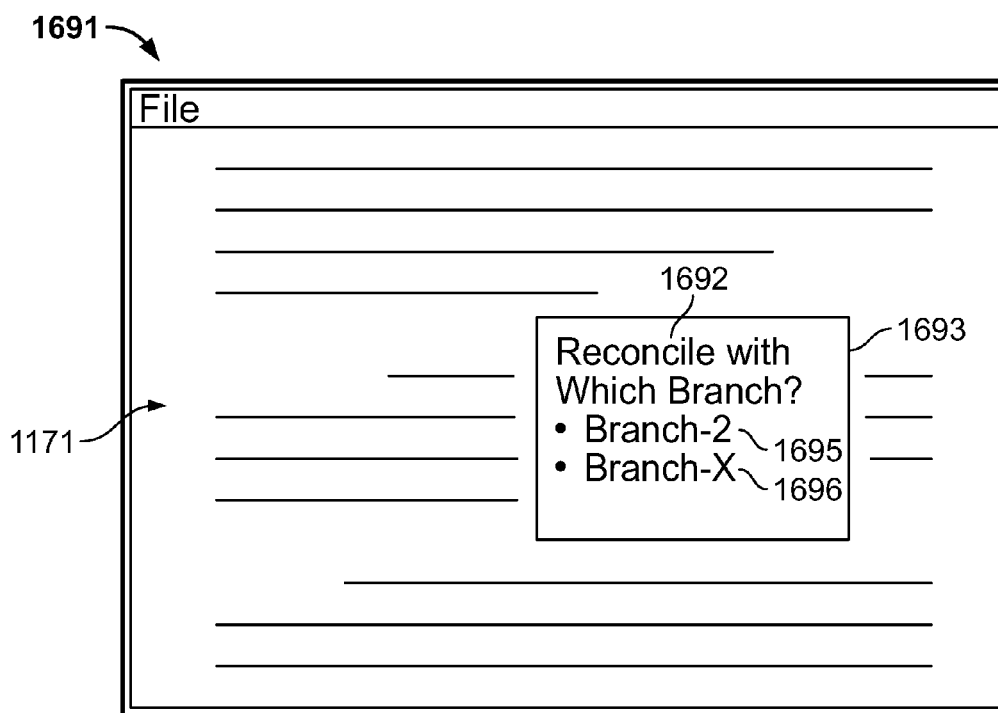 1691
File
1692
1693
Reconcile with
Which Branch?
1171
• Branch-2
1695
• Branch-X
1696